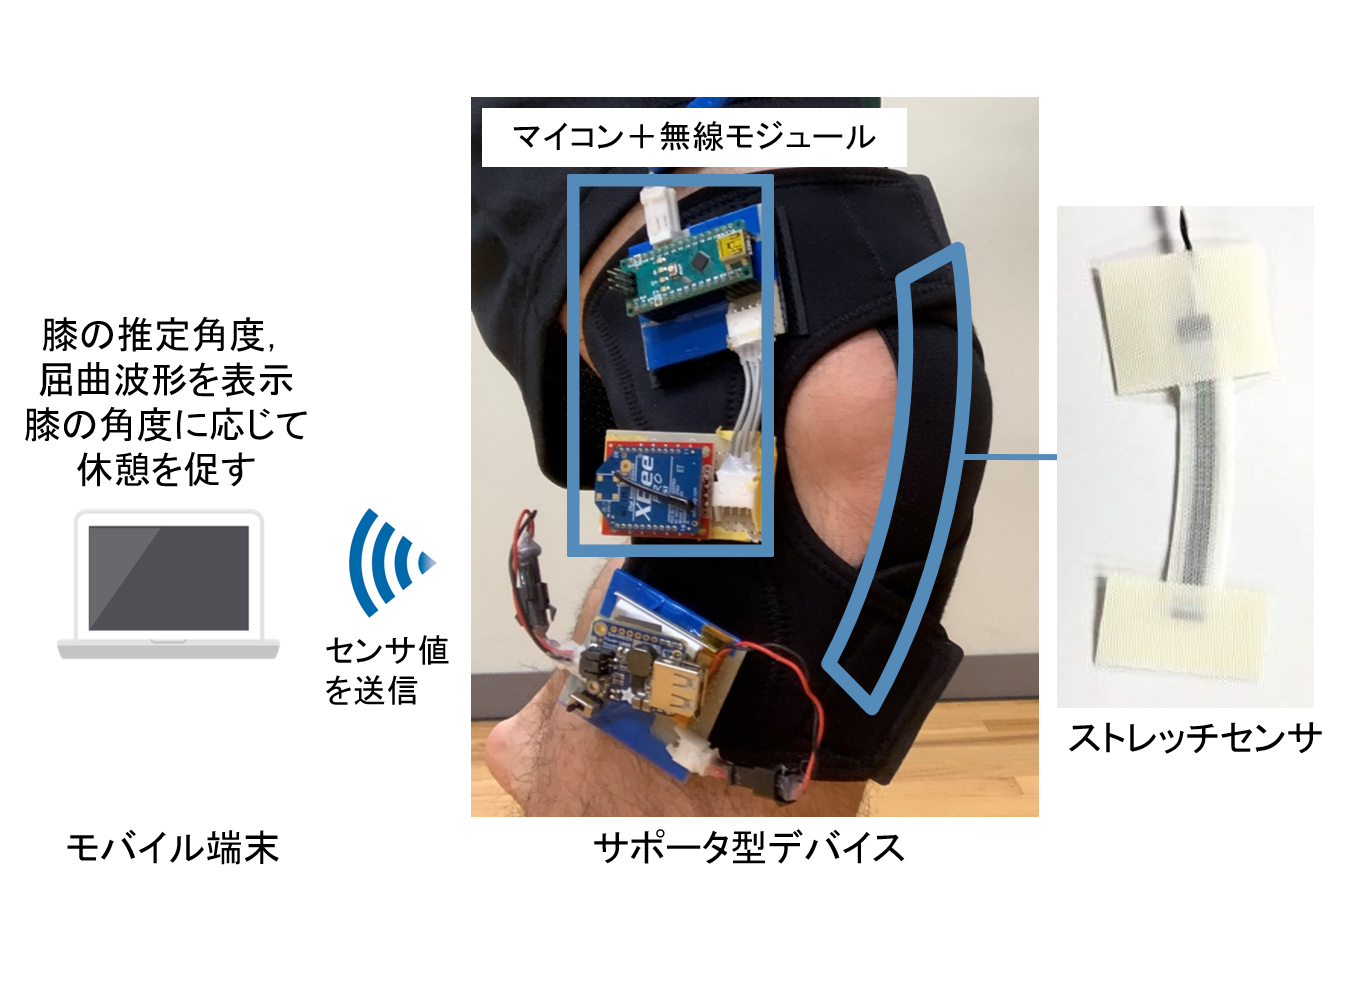 マイコン＋無線モジュール
膝の推定角度,
屈曲波形を表示
膝の角度に応じて
休憩を促す
XBee
センサ値
を送信
ストレッチセンサ
モバイル端末
サポータ型デバイス